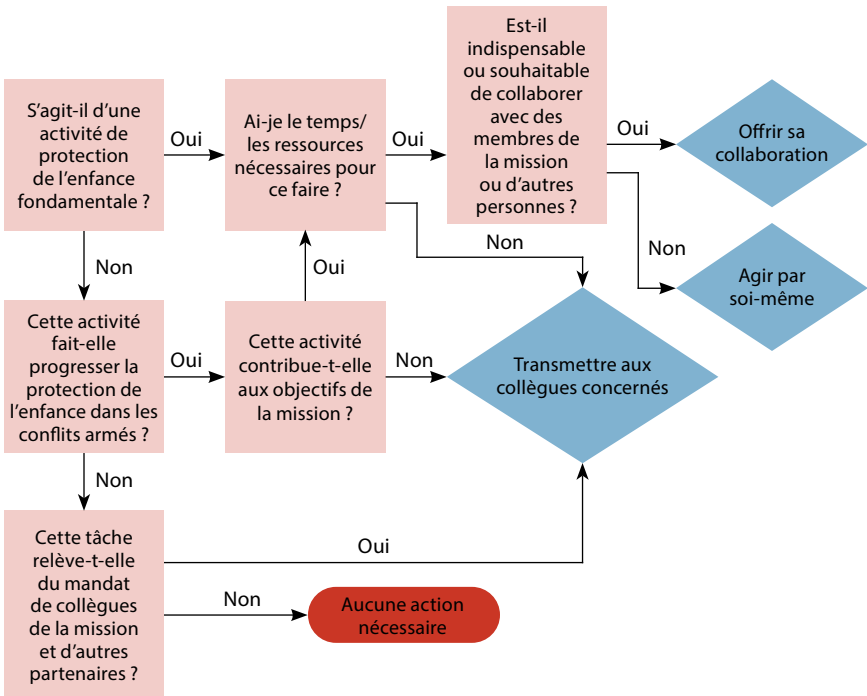 S'agit-il d'une
activité de
protection
de l'enfance
fondamentale ?
Oui
Ai-je le temps/
les ressources
nécessaires pour
ce faire ?
Oui
Est-il
indispensable
ou souhaitable
de collaborer
avec des
membres de
la mission
ou d'autres
personnes ?
Oui
Offrir sa
collaboration
Non
Agir par
soi-même
Non
Non
Oui
Cette activité
fait-elle
progresser la
protection de
l'enfance dans les
conflits armés ?
Oui
Cette activité
contribue-t-elle
aux objectifs de
la mission ?
Non
Transmettre aux
collègues concernés
Non
Cette tâche
relève-t-elle
du mandat
de collègues
de la mission
et d'autres
partenaires ?
Oui
Non
Aucune action
nécessaire